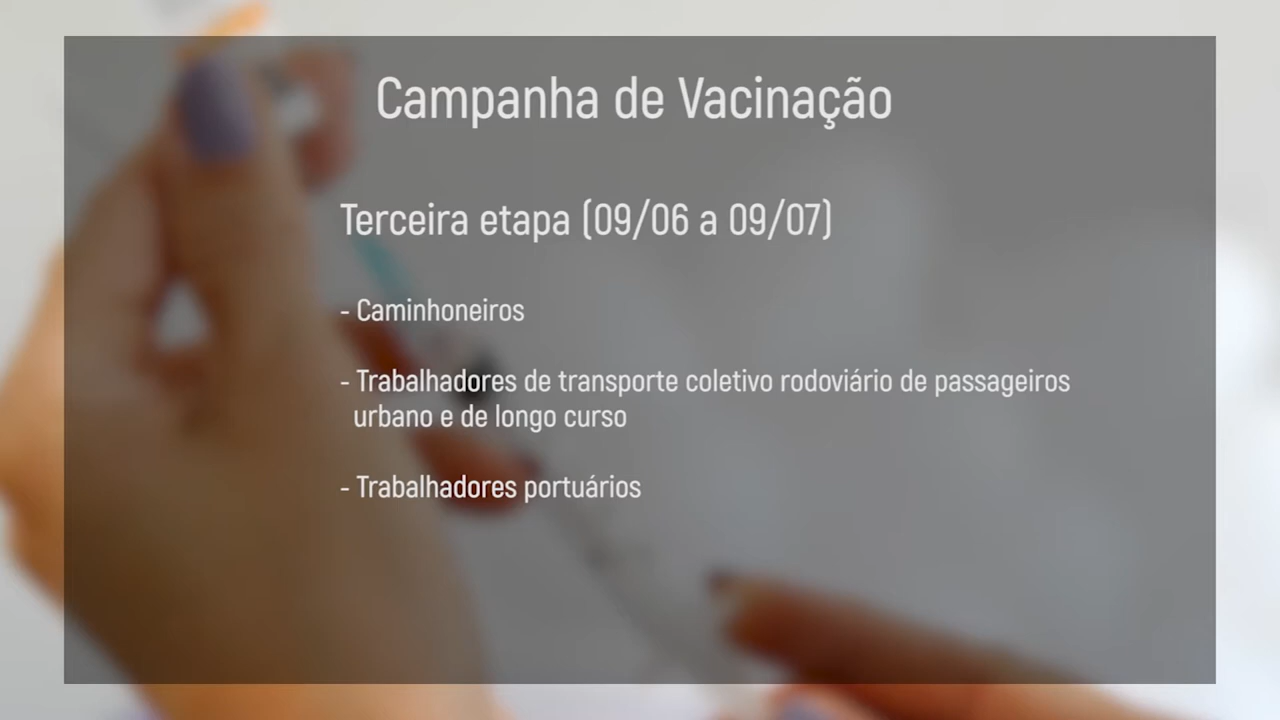 Campanha de Vacinação
Terceira etapa (09/06 a 09/07)
- Caminhoneiros
- Trabalhadores de transporte coletivo rodoviário de passageiros
urbano e de longo curso
- Trabalhadores portuários